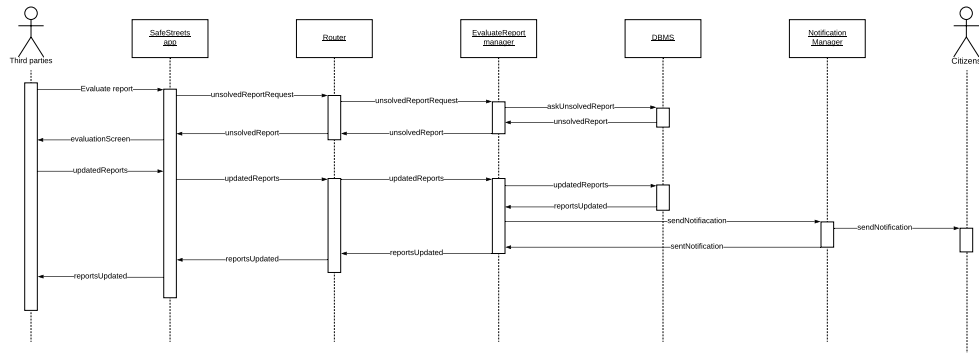 SafeStreets
app
Router
EvaluateReport
manager
DBMS
Notification
Manager
Third parties
Citizens
Evaluate report
unsolvedReportRequest
unsolvedReportRequest
askUnsolvedReport
unsolvedReport
unsolvedReport
unsolvedReport
evaluationScreen
updatedReports
updatedReports
updatedReports
updatedReports
reportsUpdated
sendNotifiacation
sendNotification
sentNotification
reportsUpdated
reportsUpdated
reportsUpdated